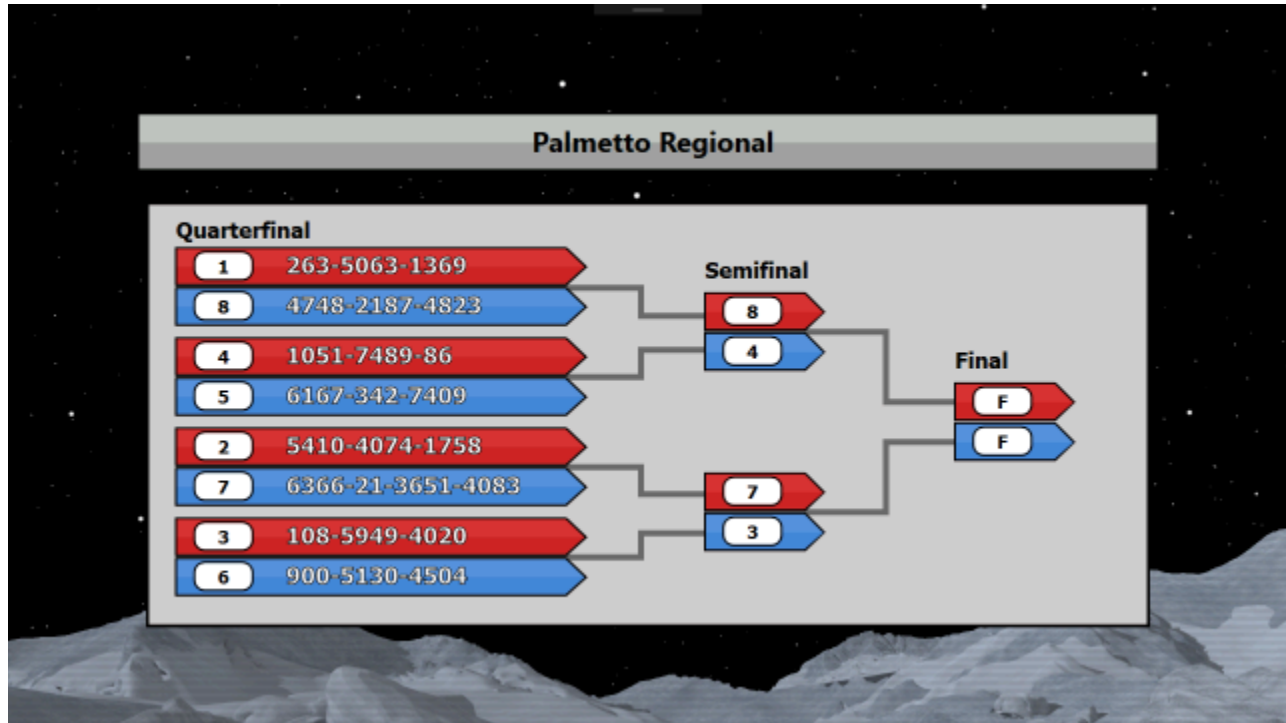 Palmetto Regional
Quarterfinal
1 263-5063-1369
8 4748-2187-4823
4 1051-7489-86
5 6167-342-7409
2 5410-4074-1758
7 6366-21-3651-4083
3 108-5949-4020
6 900-5130-4504
Semifinal
8
4
7
3
Final
F
F